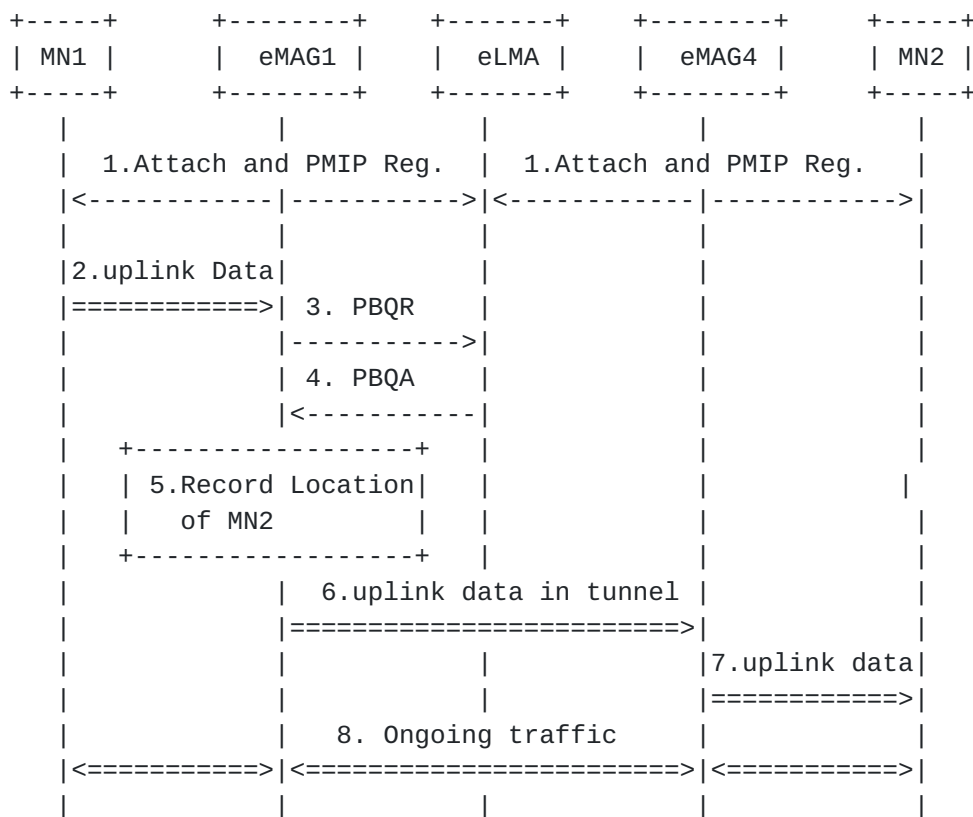 MN1 eMAG1 eLMA eMAG4 MN2
1.Attach and PMIP Reg. 1.Attach and PMIP Reg.
2.uplink Data
3. PBQR
4. PBQA
5.Record Location
of MN2
6.uplink data in tunnel
7.uplink data
8. Ongoing traffic